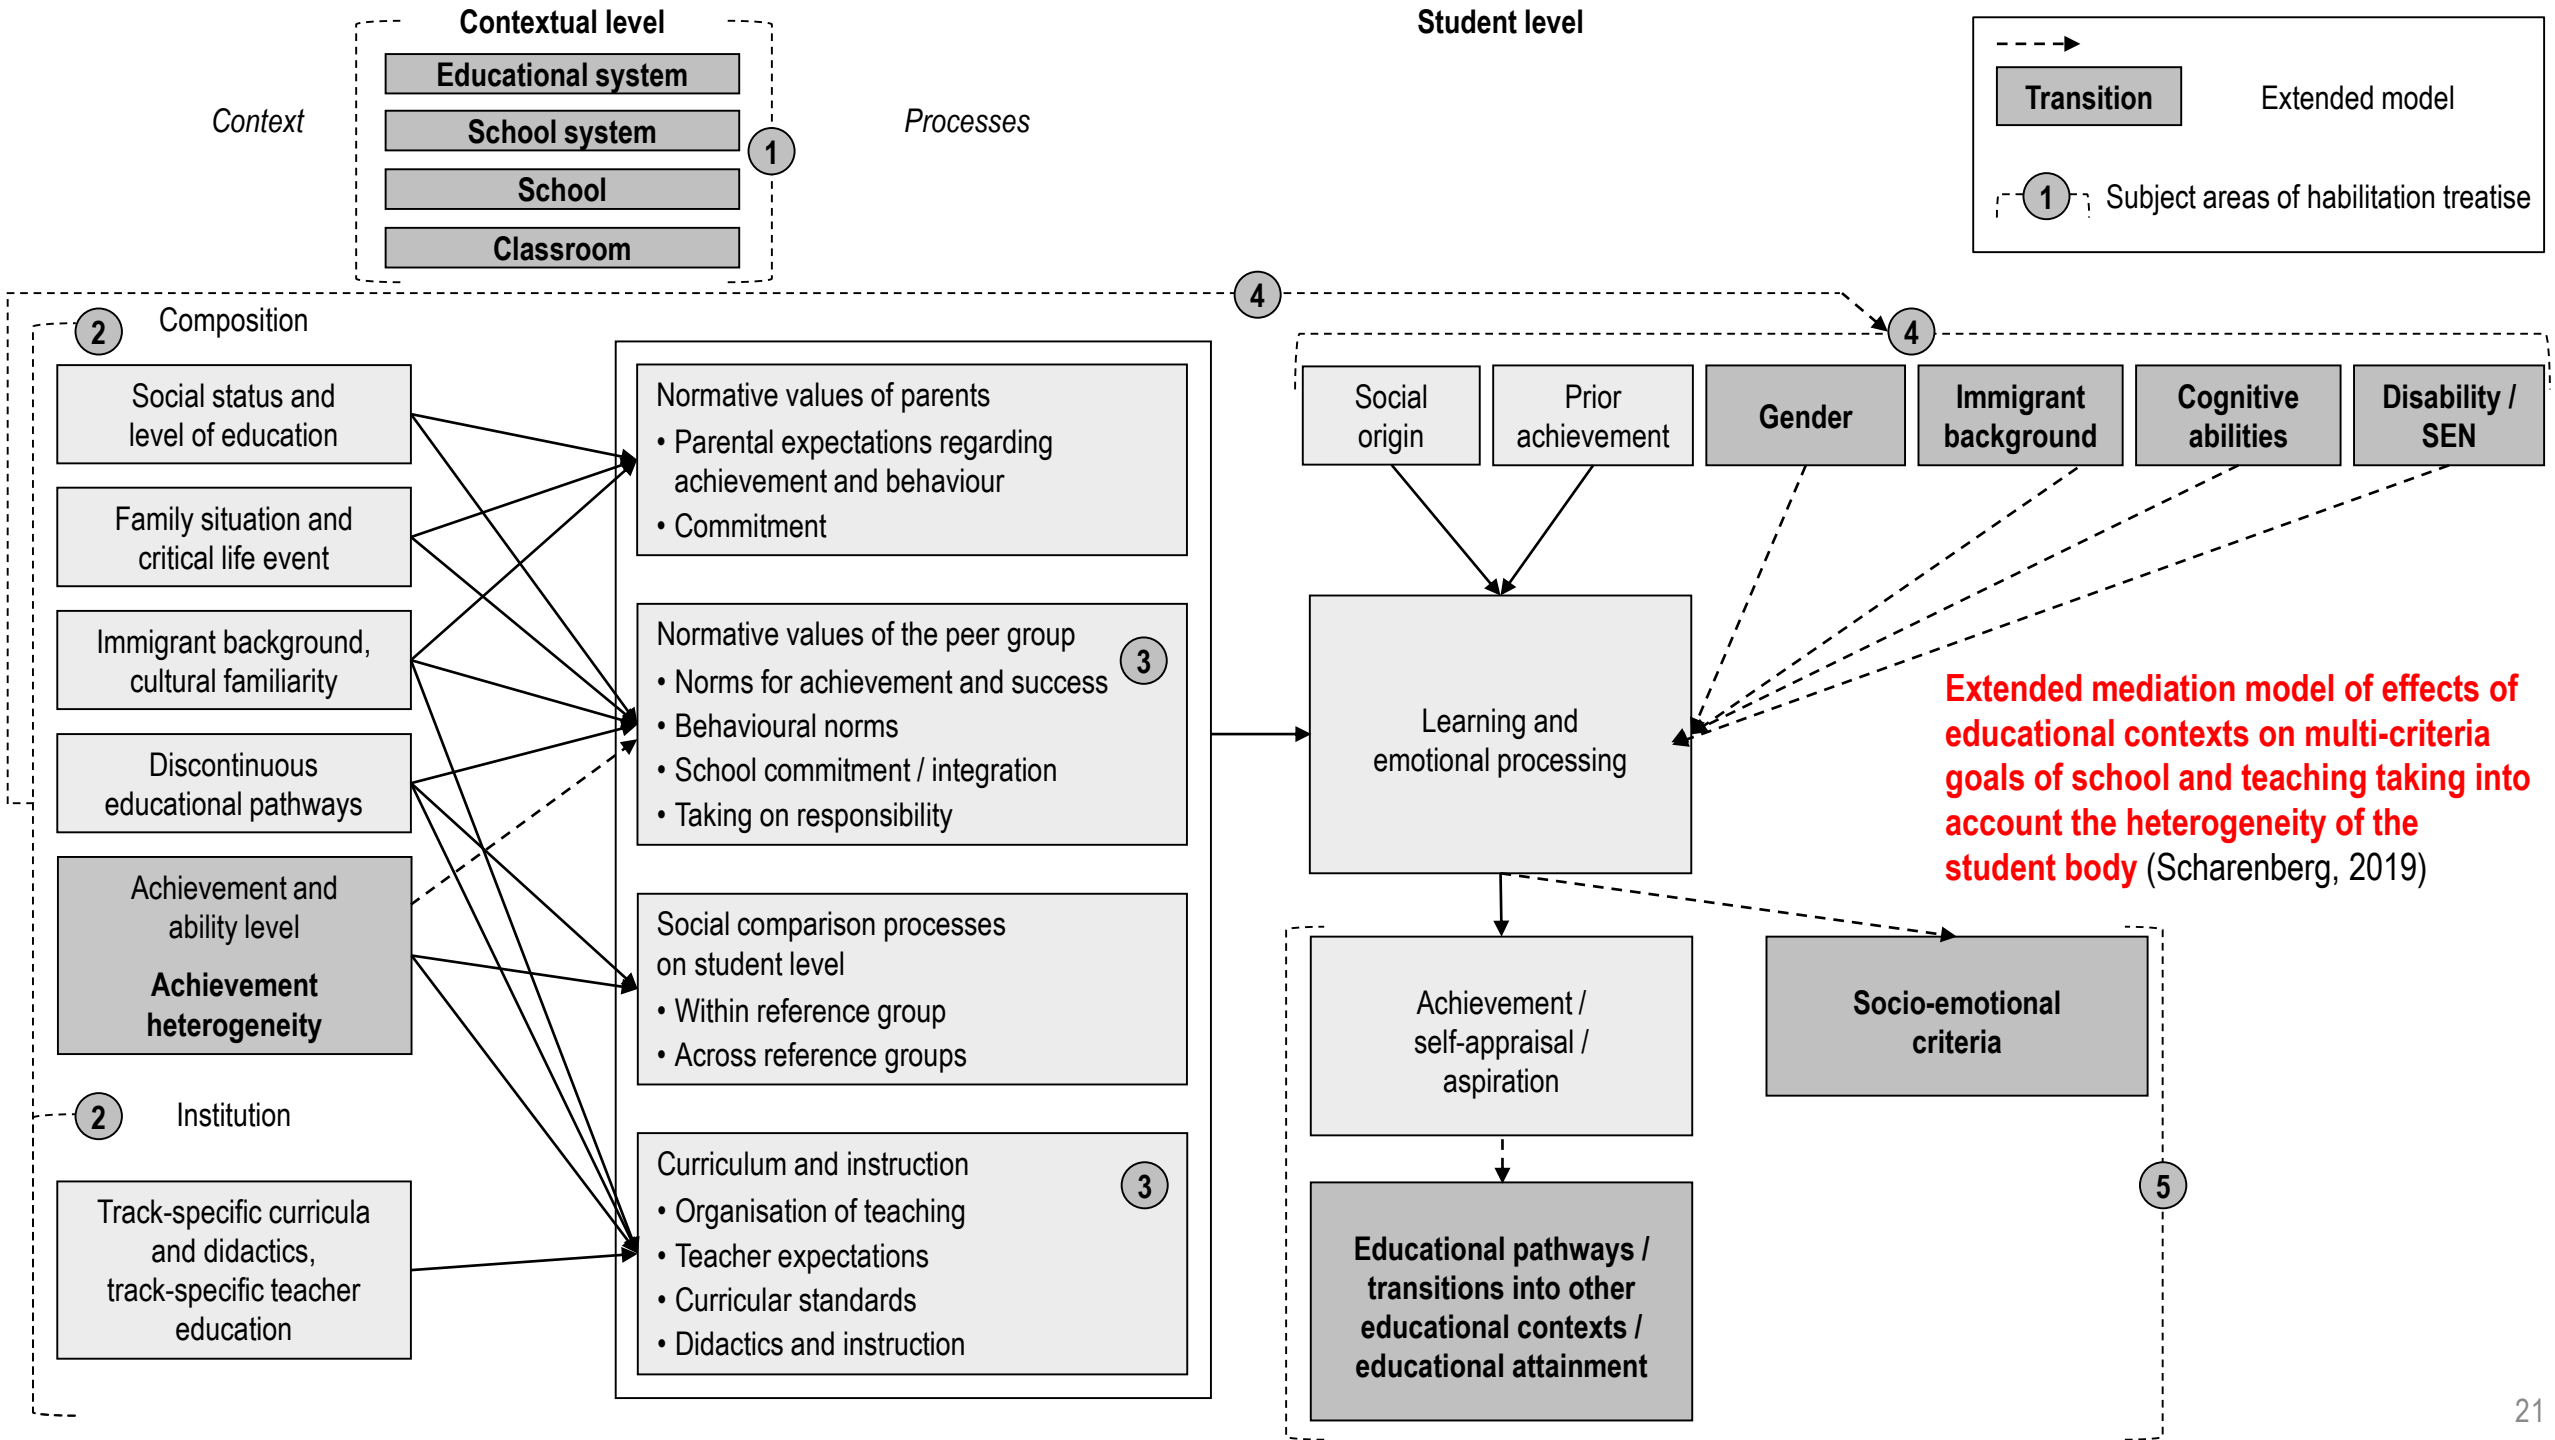 Contextual level
Student level
Educational system
School system
School
Classroom
Context
Processes
1
Transition
Extended model
1
Subject areas of habilitation treatise
4
4
2
Composition
Social status and
level of education
Family situation and
critical life event
Immigrant background,
cultural familiarity
Discontinuous
educational pathways
Achievement and
ability level
Achievement
heterogeneity
2
Institution
Track-specific curricula
and didactics,
track-specific teacher
education
Normative values of parents
• Parental expectations regarding
achievement and behaviour
• Commitment
Normative values of the peer group
3
• Norms for achievement and success
• Behavioural norms
• School commitment / integration
• Taking on responsibility
Social comparison processes
on student level
• Within reference group
• Across reference groups
Curriculum and instruction
3
• Organisation of teaching
• Teacher expectations
• Curricular standards
• Didactics and instruction
Social
origin
Prior
achievement
Gender
Immigrant
background
Cognitive
abilities
Disability /
SEN
Learning and
emotional processing
Extended mediation model of effects of
educational contexts on multi-criteria
goals of school and teaching taking into
account the heterogeneity of the
student body (Scharenberg, 2019)
Achievement /
self-appraisal /
aspiration
Socio-emotional
criteria
5
Educational pathways /
transitions into other
educational contexts /
educational attainment
21